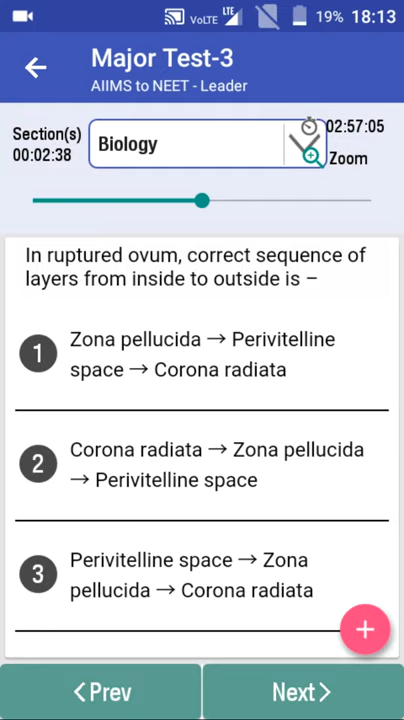 VoLTE LTE 19% 18:13
Major Test-3
AIIMS to NEET - Leader
Section(s)
00:02:38
Biology
02:57:05
Zoom
In ruptured ovum, correct sequence of
layers from inside to outside is –
1 Zona pellucida → Perivitelline
space → Corona radiata
2 Corona radiata → Zona pellucida
→ Perivitelline space
3 Perivitelline space → Zona
pellucida → Corona radiata
+
<Prev
Next>